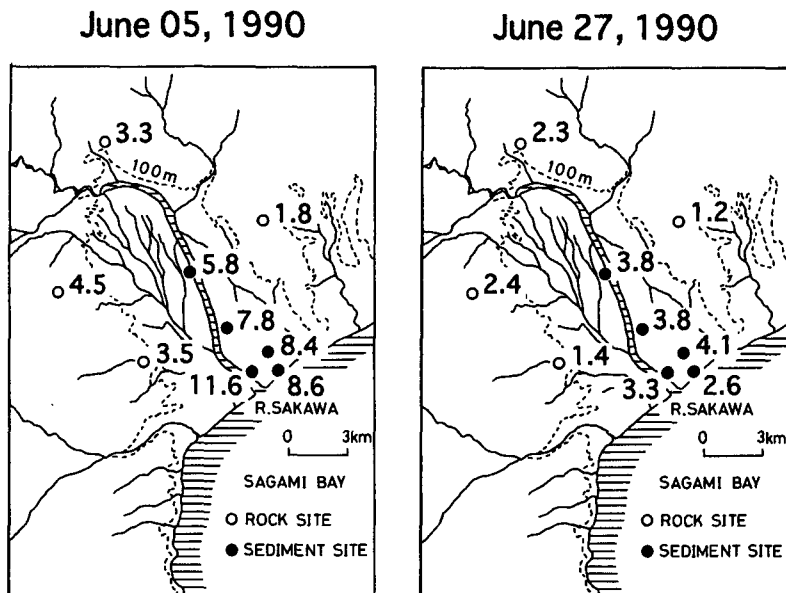 June 05, 1990
3.3
100m
1.8
5.8
4.5
7.8
8.4
3.5
11.6
8.6
R.SAKAWA
0 3km
SAGAMI BAY
ROCK SITE
SEDIMENT SITE
June 27, 1990
2.3
100m
1.2
3.8
2.4
3.8
4.1
1.4
3.3
2.6
R.SAKAWA
0 3km
SAGAMI BAY
ROCK SITE
SEDIMENT SITE